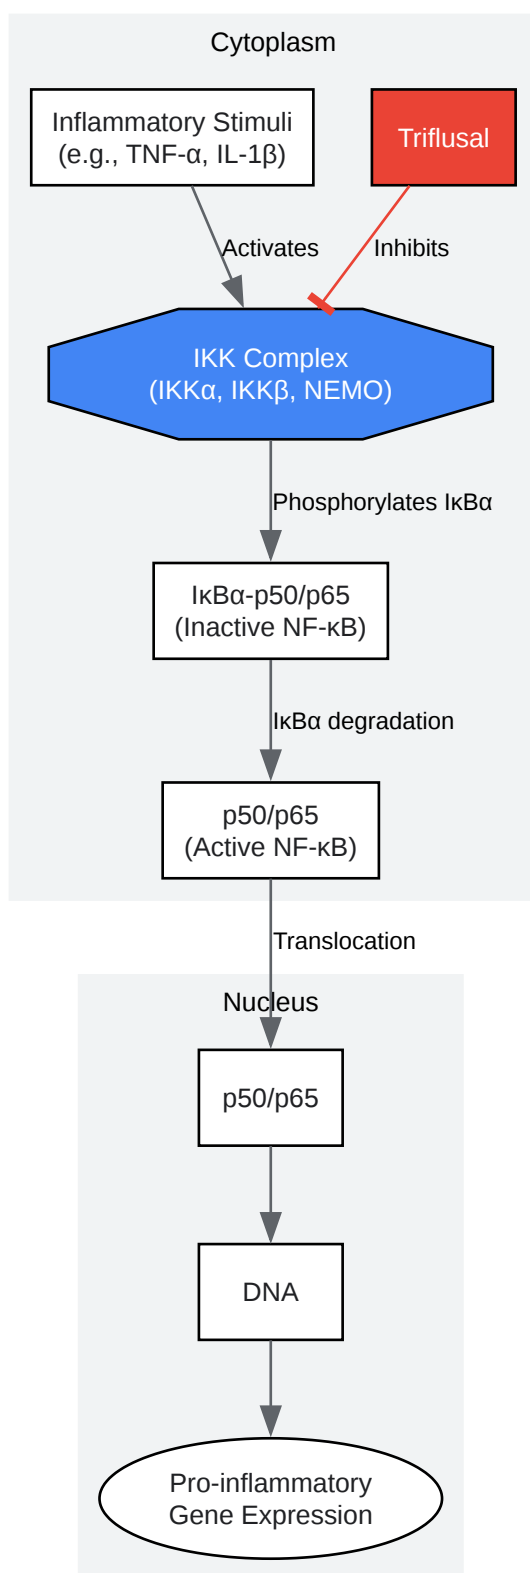 Cytoplasm
Inflammatory Stimuli
(e.g., TNF-α, IL-1β)
Triflusal
Activates
Inhibits
IKK Complex
(IKKα, IKKβ, NEMO)
Phosphorylates IκBα
IκBα-p50/p65
(Inactive NF-κB)
IκBα degradation
p50/p65
(Active NF-κB)
Translocation
Nucleus
p50/p65
DNA
Pro-inflammatory
Gene Expression